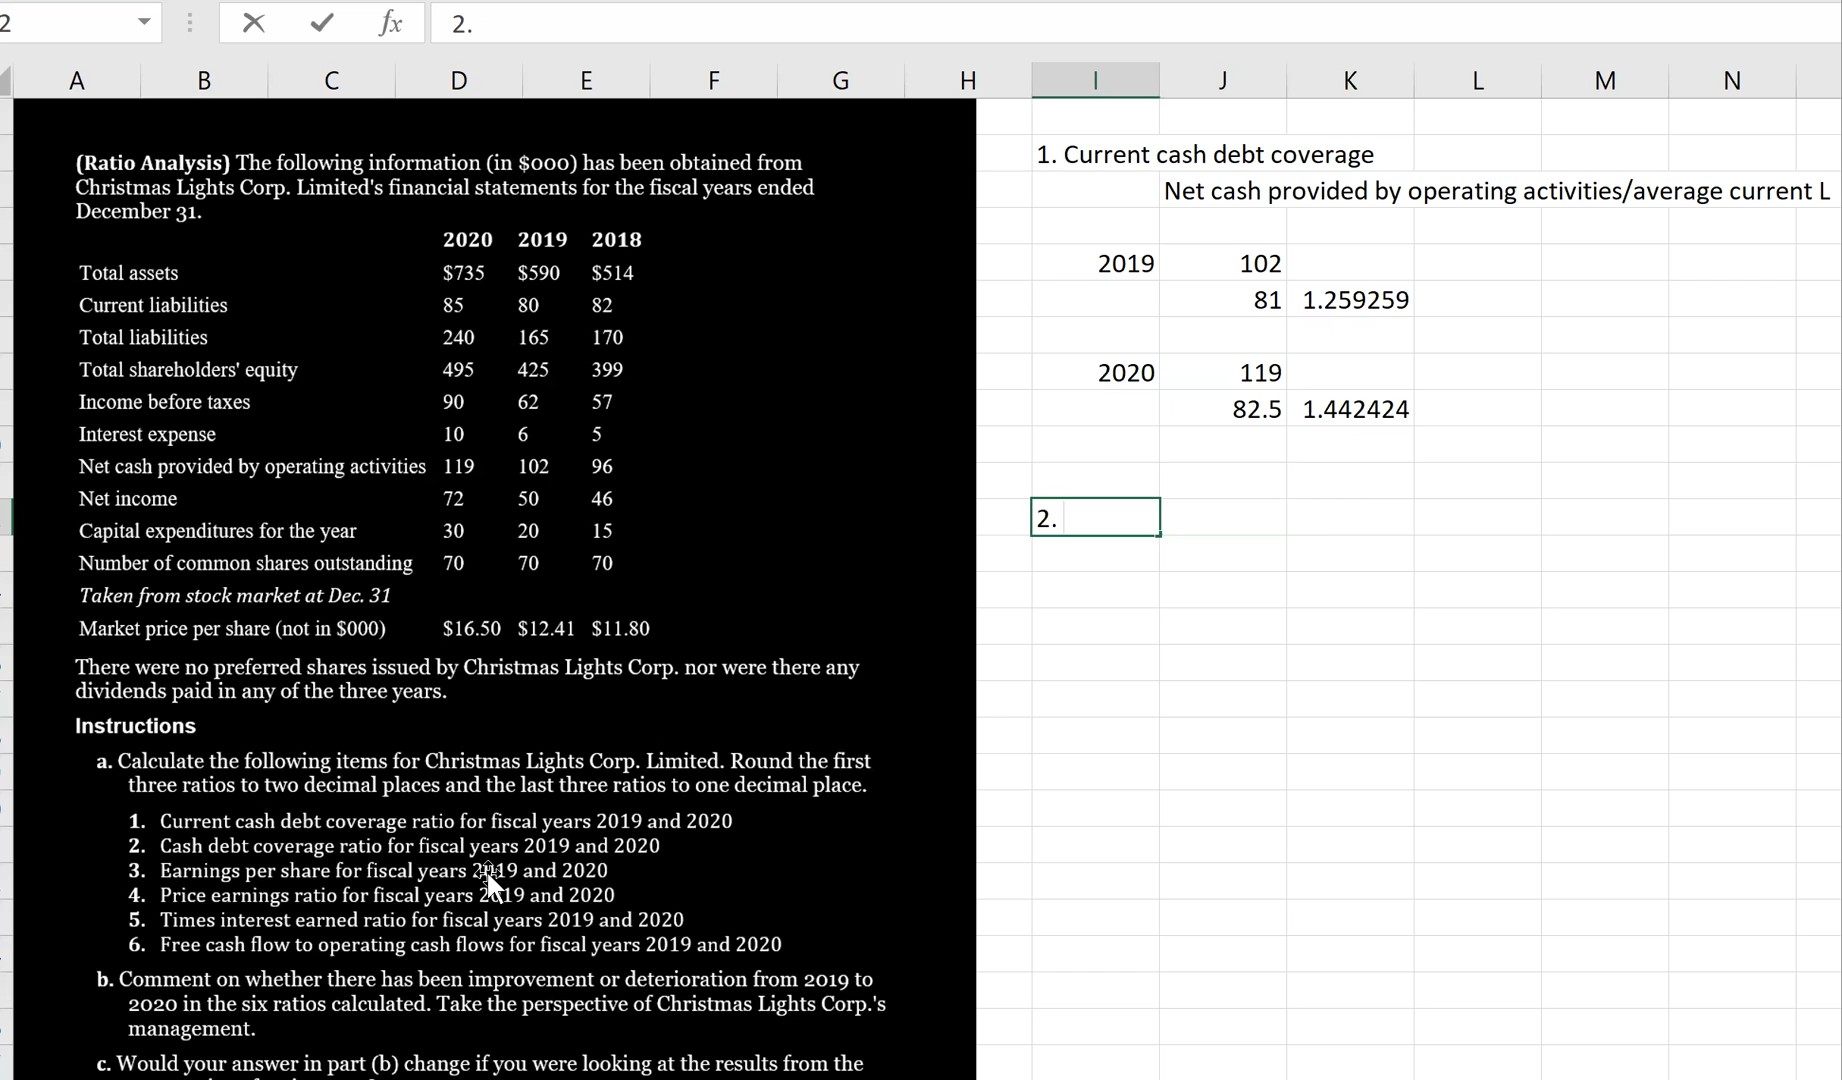 2
fx
2.
A B C D E F G H I J K L M N
(Ratio Analysis) The following information (in $000) has been obtained from
Christmas Lights Corp. Limited's financial statements for the fiscal years ended
December 31.
2020 2019 2018
Total assets $735 $590 $514
Current liabilities 85 80 82
Total liabilities 240 165 170
Total shareholders' equity 495 425 399
Income before taxes 90 62 57
Interest expense 10 6 5
Net cash provided by operating activities 119 102 96
Net income 72 50 46
Capital expenditures for the year 30 20 15
Number of common shares outstanding 70 70 70
Taken from stock market at Dec. 31
Market price per share (not in $000) $16.50 $12.41 $11.80
There were no preferred shares issued by Christmas Lights Corp. nor were there any
dividends paid in any of the three years.
Instructions
a. Calculate the following items for Christmas Lights Corp. Limited. Round the first
three ratios to two decimal places and the last three ratios to one decimal place.
1. Current cash debt coverage ratio for fiscal years 2019 and 2020
2. Cash debt coverage ratio for fiscal years 2019 and 2020
3. Earnings per share for fiscal years 2019 and 2020
4. Price earnings ratio for fiscal years 2019 and 2020
5. Times interest earned ratio for fiscal years 2019 and 2020
6. Free cash flow to operating cash flows for fiscal years 2019 and 2020
b. Comment on whether there has been improvement or deterioration from 2019 to
2020 in the six ratios calculated. Take the perspective of Christmas Lights Corp.'s
management.
c. Would your answer in part (b) change if you were looking at the results from the
1. Current cash debt coverage
Net cash provided by operating activities/average current L
2019 102
81 1.259259
2020 119
82.5 1.442424
2.